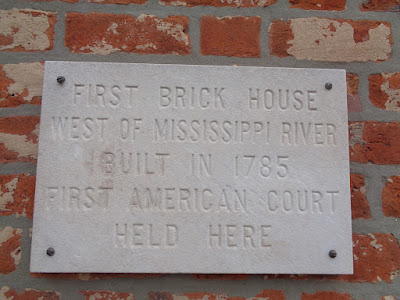 FIRST BRICK HOUSE
WEST OF MISSISSIPPI RIVER
BUILT IN 1785
FIRST AMERICAN COURT
HELD HERE